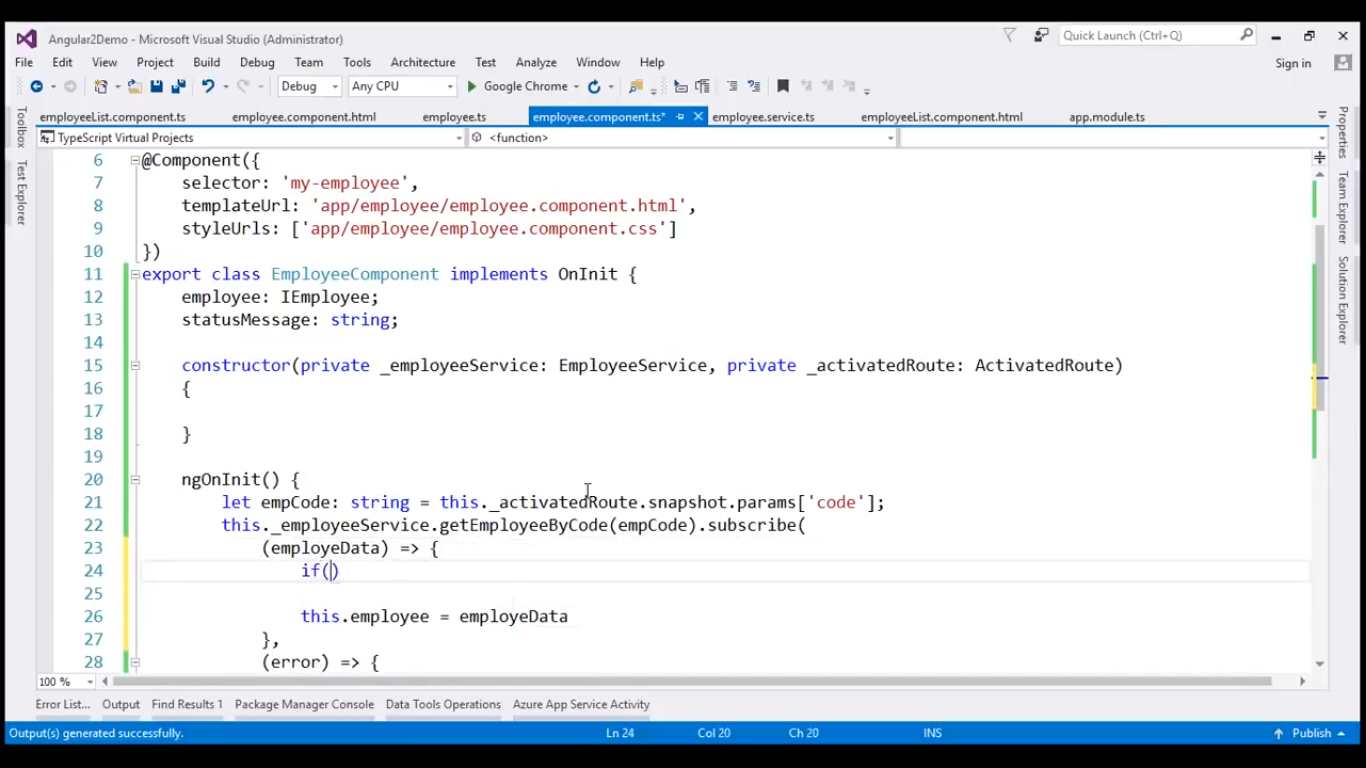 Angular2Demo - Microsoft Visual Studio (Administrator)
Quick Launch (Ctrl+Q)
File Edit View Project Build Debug Team Tools Architecture Test Analyze Window Help
Sign in
Debug Any CPU Google Chrome
employeeList.component.ts employee.component.html employee.ts employee.component.ts* employee.service.ts employeeList.component.html app.module.ts
TypeScript Virtual Projects <function>
Toolbox
Test Explorer
Properties
Team Explorer
Solution Explorer
6 @Component({
7 selector: 'my-employee',
8 templateUrl: 'app/employee/employee.component.html',
9 styleUrls: ['app/employee/employee.component.css']
10 })
11 export class EmployeeComponent implements OnInit {
12 employee: IEmployee;
13 statusMessage: string;
14
15 constructor(private _employeeService: EmployeeService, private _activatedRoute: ActivatedRoute)
16 {
17
18 }
19
20 ngOnInit() {
21 let empCode: string = this._activatedRoute.snapshot.params['code'];
22 this._employeeService.getEmployeeByCode(empCode).subscribe(
23 (employeData) => {
24 if()
25
26 this.employee = employeData
27 },
28 (error) => {
100 %
Error List... Output Find Results 1 Package Manager Console Data Tools Operations Azure App Service Activity
Output(s) generated successfully. Ln 24 Col 20 Ch 20 INS Publish